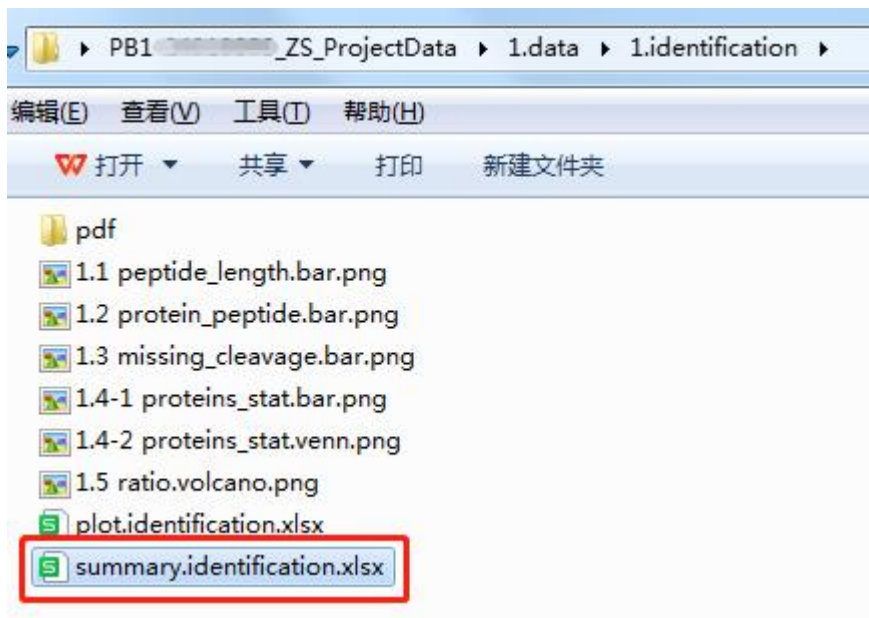 PB1 _ZS_ProjectData ▸ 1.data ▸ 1.identification ▸
编辑(E) 查看(V) 工具(T) 帮助(H)
打开 共享 打印 新建文件夹
pdf
1.1 peptide_length.bar.png
1.2 protein_peptide.bar.png
1.3 missing_cleavage.bar.png
1.4-1 proteins_stat.bar.png
1.4-2 proteins_stat.venn.png
1.5 ratio.volcano.png
plot.identification.xlsx
summary.identification.xlsx